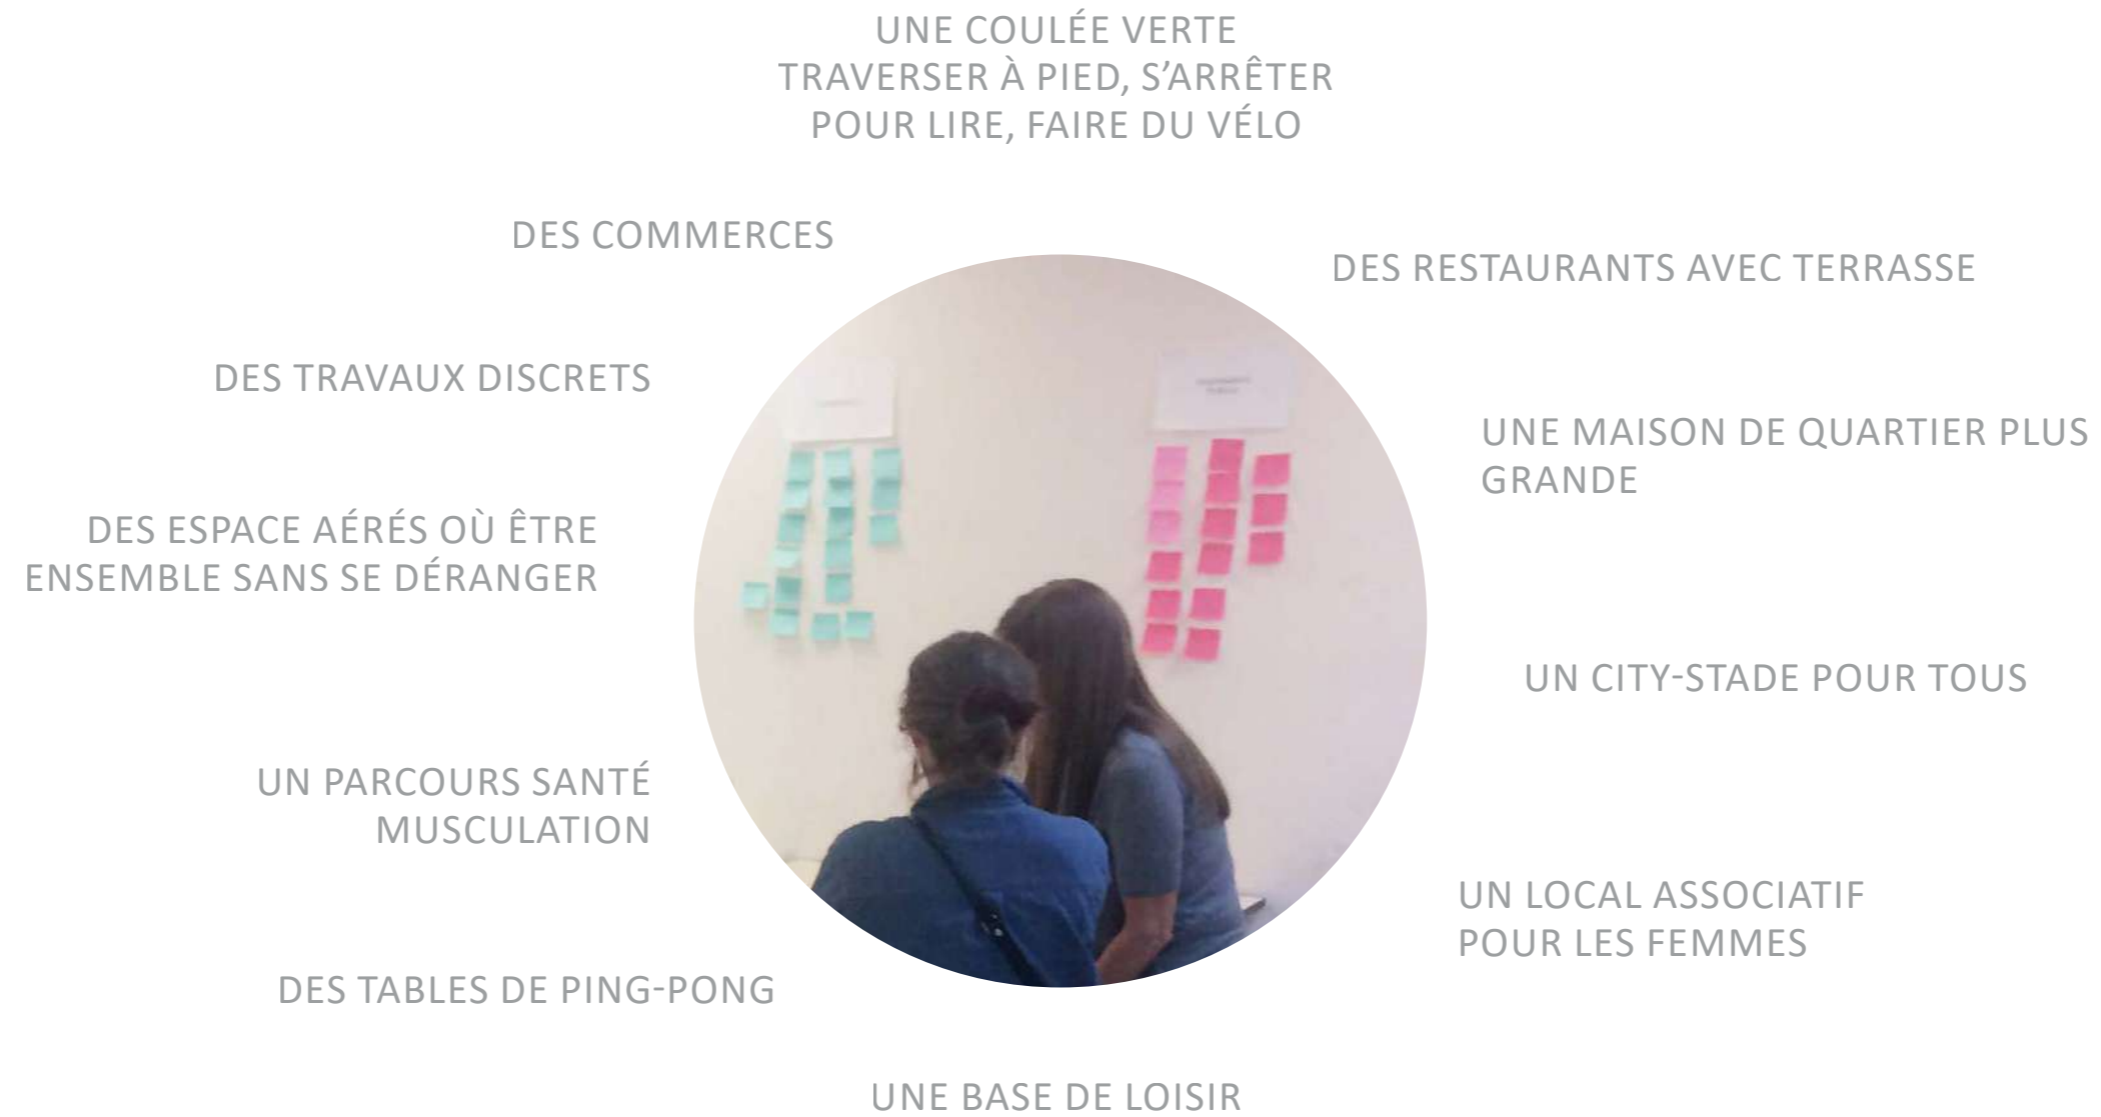 UNE COULÉE VERTE
TRAVERSER À PIED, S’ARRÊTER
POUR LIRE, FAIRE DU VÉLO
DES COMMERCES
DES RESTAURANTS AVEC TERRASSE
DES TRAVAUX DISCRETS
UNE MAISON DE QUARTIER PLUS
GRANDE
DES ESPACE AÉRÉS OÙ ÊTRE
ENSEMBLE SANS SE DÉRANGER
UN CITY-STADE POUR TOUS
UN PARCOURS SANTÉ
MUSCULATION
UN LOCAL ASSOCIATIF
POUR LES FEMMES
DES TABLES DE PING-PONG
UNE BASE DE LOISIR